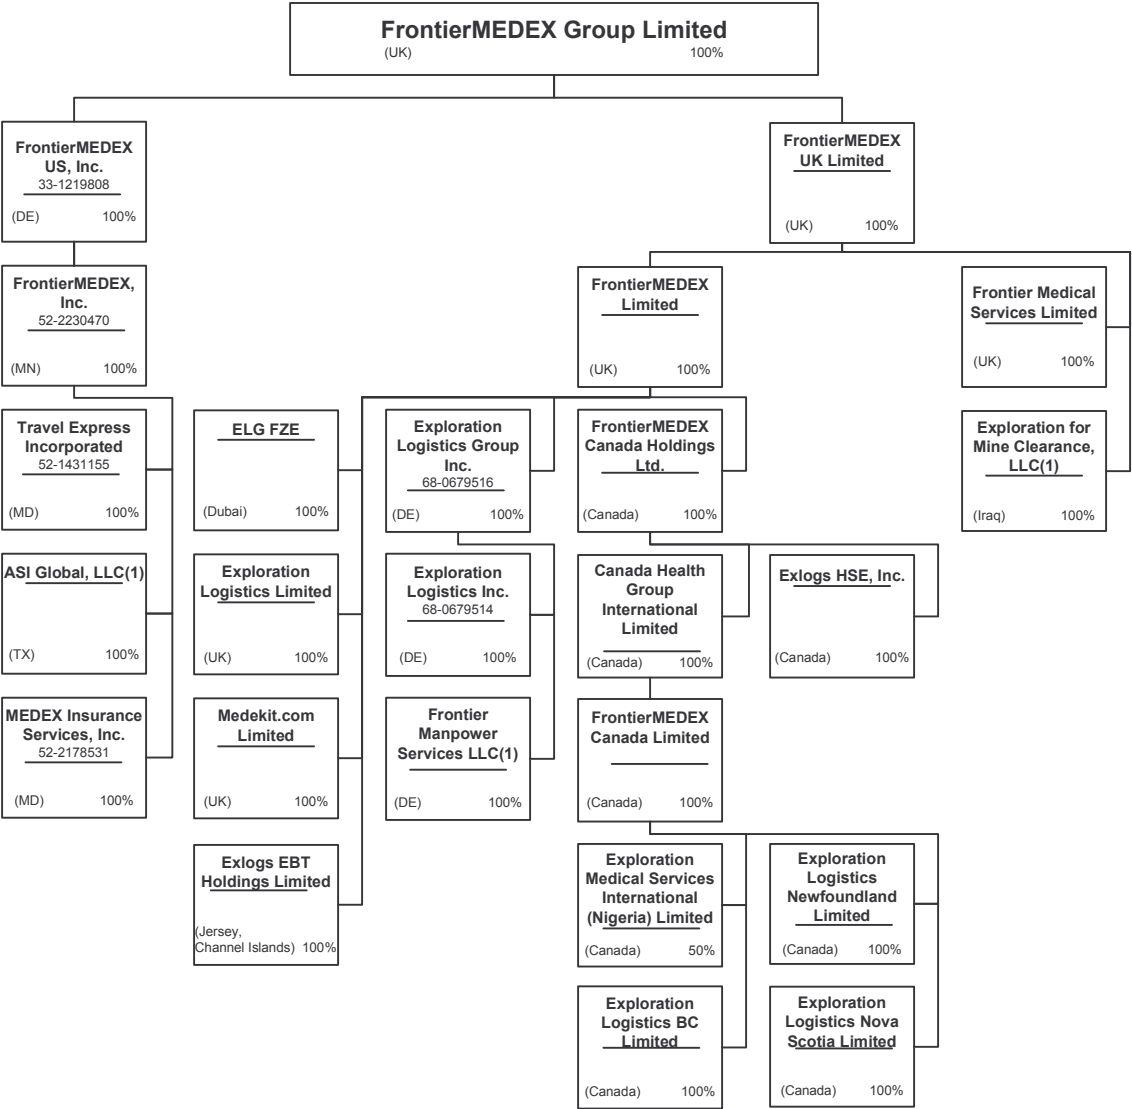 FrontierMEDEX Group Limited
(UK) 100%
FrontierMEDEX
US, Inc.
33-1219808
(DE) 100%
FrontierMEDEX
UK Limited
(UK) 100%
FrontierMEDEX,
Inc.
52-2230470
(MN) 100%
FrontierMEDEX
Limited
(UK) 100%
Frontier Medical
Services Limited
(UK) 100%
Travel Express
Incorporated
52-1431155
(MD) 100%
ELG FZE
(Dubai) 100%
Exploration
Logistics Group
Inc.
68-0679516
(DE) 100%
FrontierMEDEX
Canada Holdings
Ltd.
(Canada) 100%
Exploration for
Mine Clearance,
LLC(1)
(Iraq) 100%
ASI Global, LLC(1)
(TX) 100%
Exploration
Logistics Limited
(UK) 100%
Exploration
Logistics Inc.
68-0679514
(DE) 100%
Canada Health
Group
International
Limited
(Canada) 100%
Exlogs HSE, Inc.
(Canada) 100%
MEDEX Insurance
Services, Inc.
52-2178531
(MD) 100%
Medekit.com
Limited
(UK) 100%
Frontier
Manpower
Services LLC(1)
(DE) 100%
FrontierMEDEX
Canada Limited
(Canada) 100%
Exlogs EBT
Holdings Limited
(Jersey,
Channel Islands) 100%
Exploration
Medical Services
International
(Nigeria) Limited
(Canada) 50%
Exploration
Logistics
Newfoundland
Limited
(Canada) 100%
Exploration
Logistics BC
Limited
(Canada) 100%
Exploration
Logistics Nova
Scotia Limited
(Canada) 100%